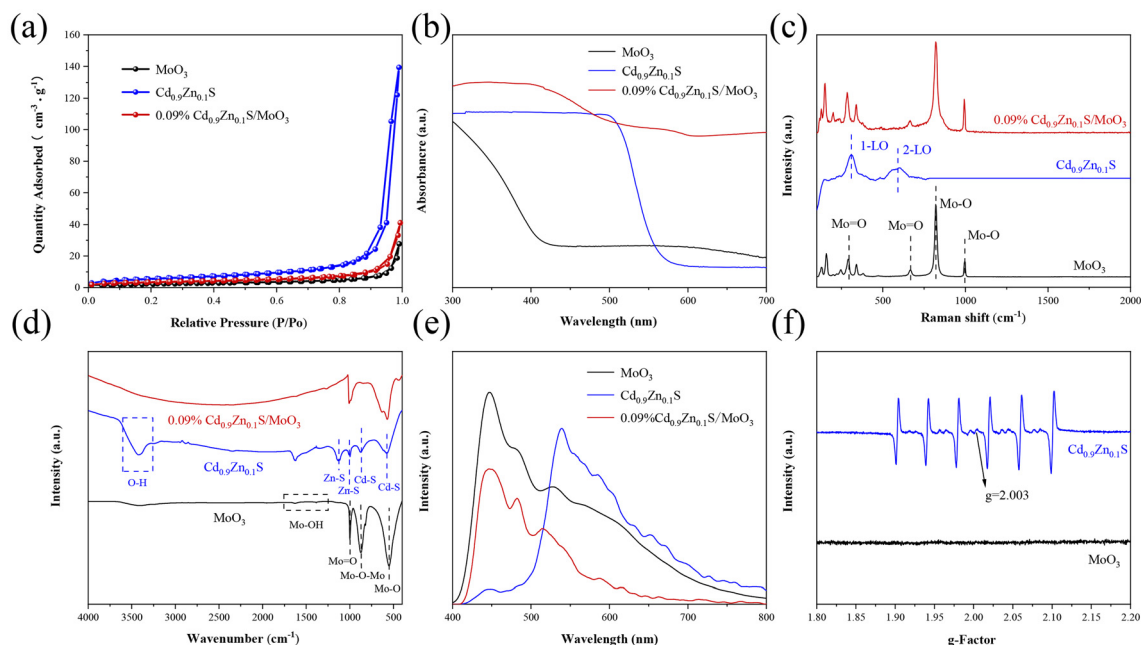 (a)
160
140
120
100
80
60
40
20
0
0.0 0.2 0.4 0.6 0.8 1.0
Quantity Adsorbed ( cm⁻³ · g⁻¹)
Relative Pressure (P/Po)
MoO₃
Cd₀.₉Zn₀.₁S
0.09% Cd₀.₉Zn₀.₁S/MoO₃
(b)
Absorbancre (a.u.)
300 400 500 600 700
Wavelength (nm)
MoO₃
Cd₀.₉Zn₀.₁S
0.09% Cd₀.₉Zn₀.₁S/MoO₃
(c)
Intensity (a.u.)
0.09% Cd₀.₉Zn₀.₁S/MoO₃
1-LO
2-LO
Cd₀.₉Zn₀.₁S
Mo=O
Mo=O
Mo-O
Mo-O
MoO₃
500 1000 1500 2000
Raman shift (cm⁻¹)
(d)
Intensity (a.u.)
0.09% Cd₀.₉Zn₀.₁S/MoO₃
O-H
Cd₀.₉Zn₀.₁S
Zn-S
Zn-S
Cd-S
Cd-S
MoO₃
Mo-OH
Mo=O
Mo-O-Mo
Mo-O
4000 3500 3000 2500 2000 1500 1000 500
Wavenumber (cm⁻¹)
(e)
Intensity (a.u.)
MoO₃
Cd₀.₉Zn₀.₁S
0.09%Cd₀.₉Zn₀.₁S/MoO₃
400 500 600 700 800
Wavelength (nm)
(f)
Intensity (a.u.)
Cd₀.₉Zn₀.₁S
g=2.003
MoO₃
1.80 1.85 1.90 1.95 2.00 2.05 2.10 2.15 2.20
g-Factor